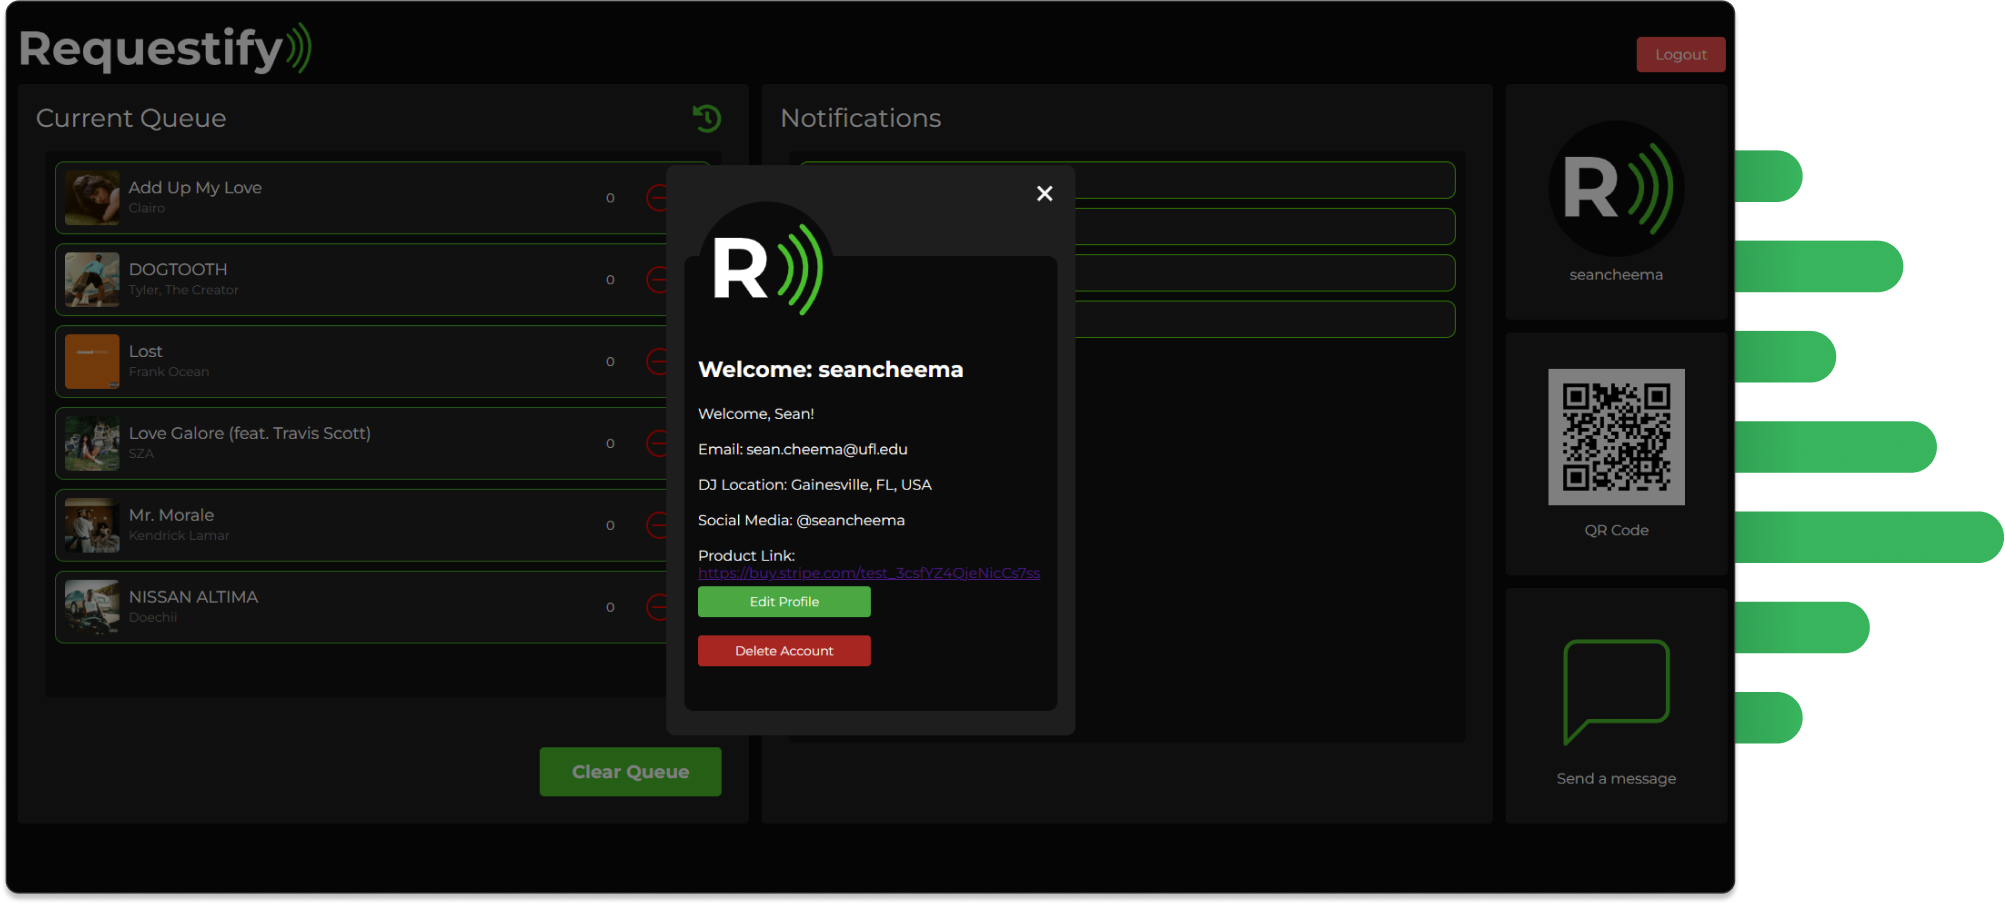 Requestify
Logout
Current Queue
Notifications
Add Up My Love
Clairo
0
DOGTOOTH
Tyler, The Creator
0
Lost
Frank Ocean
0
Love Galore (feat. Travis Scott)
SZA
0
Mr. Morale
Kendrick Lamar
0
NISSAN ALTIMA
Doechii
0
Clear Queue
R
Welcome: seancheema
Welcome, Sean!
Email: sean.cheema@ufl.edu
DJ Location: Gainesville, FL, USA
Social Media: @seancheema
Product Link:
https://buy.stripe.com/test_3csfYZ4QjeNicCs7ss
Edit Profile
Delete Account
R
seancheema
QR Code
Send a message